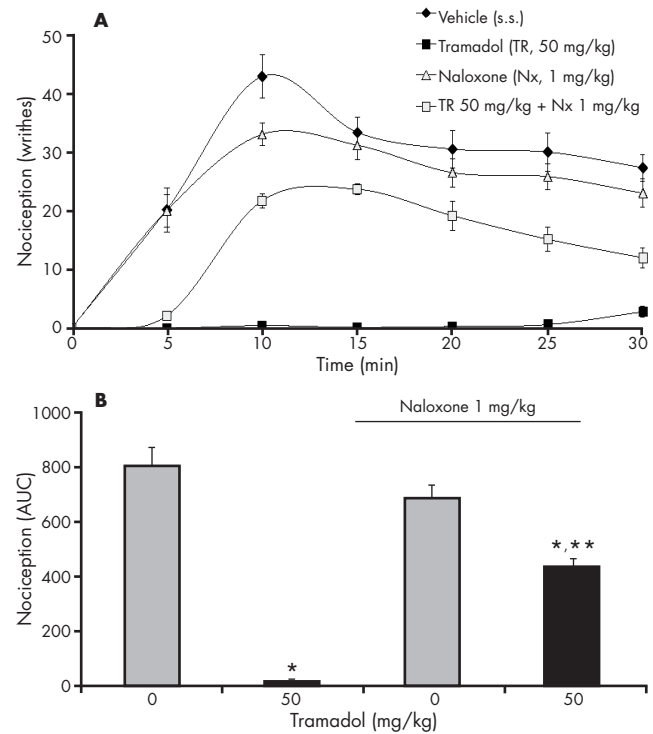 A
Vehicle (s.s.)
Tramadol (TR, 50 mg/kg)
Naloxone (Nx, 1 mg/kg)
TR 50 mg/kg + Nx 1 mg/kg
Nociception (writhes)
50
40
30
20
10
0
0 5 10 15 20 25 30
Time (min)
B
Naloxone 1 mg/kg
Nociception (AUC)
1000
800
600
400
200
0
*
*,**
0 50 0 50
Tramadol (mg/kg)